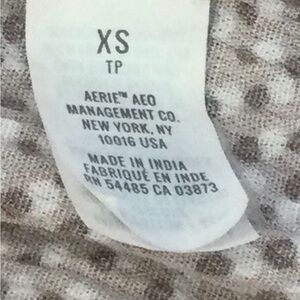 XS
TP
AERIE™ AEO
MANAGEMENT CO.
NEW YORK, NY
10016 USA
MADE IN INDIA
FABRIQUÉ EN INDE
RN 54485 CA 03873